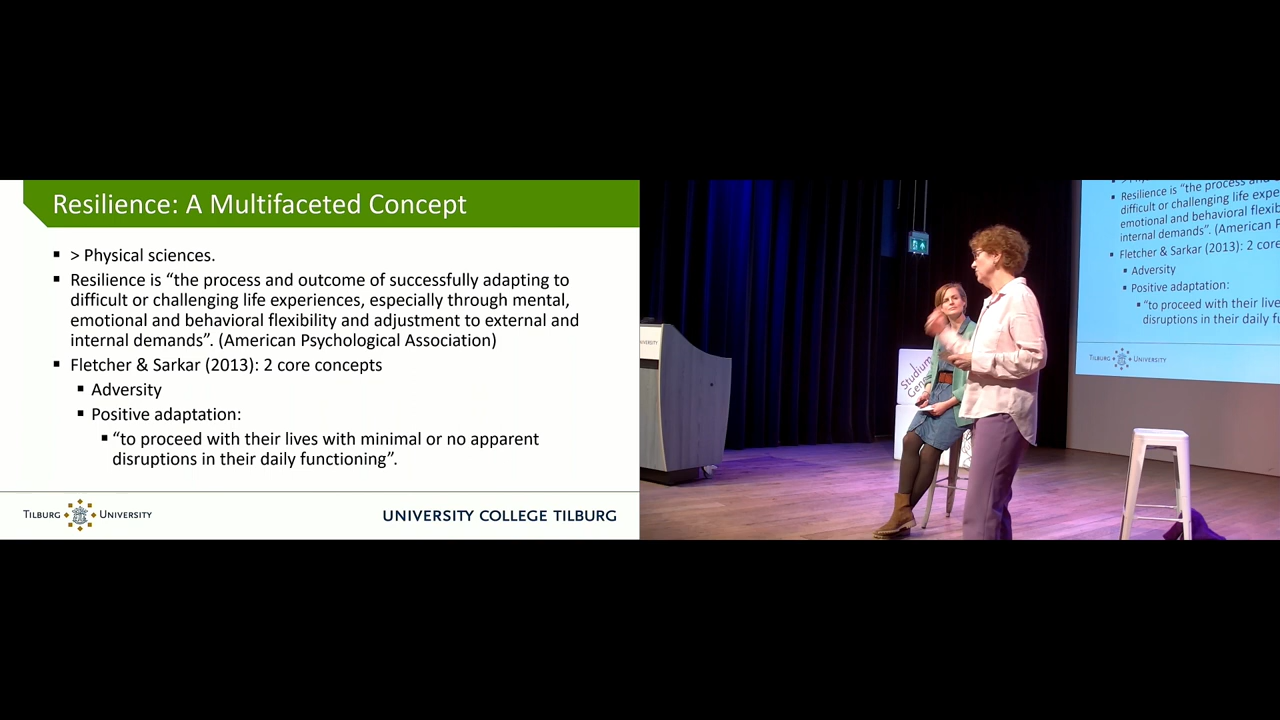 Resilience: A Multifaceted Concept
> Physical sciences.
Resilience is “the process and outcome of successfully adapting to
difficult or challenging life experiences, especially through mental,
emotional and behavioral flexibility and adjustment to external and
internal demands”. (American Psychological Association)
Fletcher & Sarkar (2013): 2 core concepts
Adversity
Positive adaptation:
“to proceed with their lives with minimal or no apparent
disruptions in their daily functioning”.
TILBURG UNIVERSITY
UNIVERSITY COLLEGE TILBURG
Studium
Gene
Resilience is “the process and
difficult or challenging life expe
emotional and behavioral flexib
internal demands”. (American P
Fletcher & Sarkar (2013): 2 core
Adversity
Positive adaptation:
“to proceed with their live
disruptions in their daily fu
TILBURG UNIVERSITY